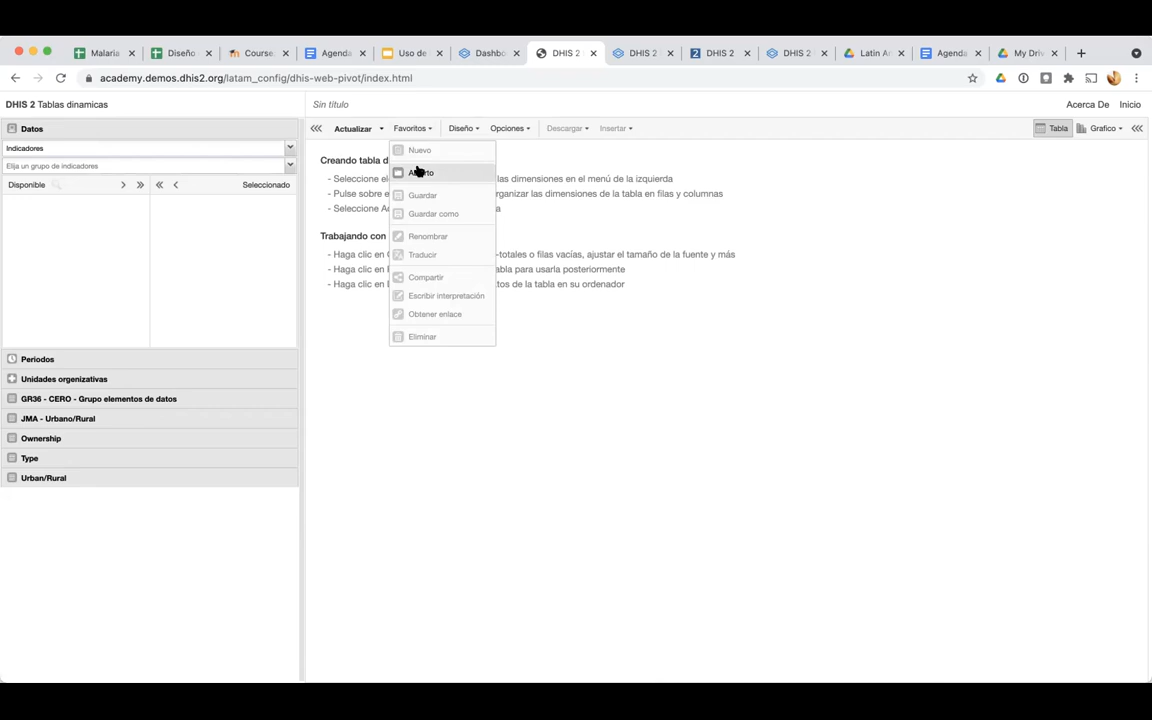 Malaria
Diseño
Course:
Agenda
Uso de
Dashbo
DHIS 2
DHIS 2
DHIS 2
DHIS 2
Latin Ar
Agenda
My Driv
academy.demos.dhis2.org/latam_config/dhis-web-pivot/index.html
DHIS 2 Tablas dinamicas
Sin título
Acerca De Inicio
Datos
Actualizar Favoritos Diseño Opciones Descargar Insertar
Tabla Grafico
Indicadores
Elija un grupo de indicadores
Disponible
Seleccionado
Nuevo
Guardar
Guardar como
Renombrar
Traducir
Compartir
Escribir interpretación
Obtener enlace
Eliminar
Creando tabla d
- Seleccione el
las dimensiones en el menú de la izquierda
- Pulse sobre e
organizar las dimensiones de la tabla en filas y columnas
- Seleccione Ac
a
Trabajando con
- Haga clic en
-totales o filas vacías, ajustar el tamaño de la fuente y más
- Haga clic en
abla para usarla posteriormente
- Haga clic en
tos de la tabla en su ordenador
Periodos
Unidades organizativas
GR36 - CERO - Grupo elementos de datos
JMA - Urbano/Rural
Ownership
Type
Urban/Rural